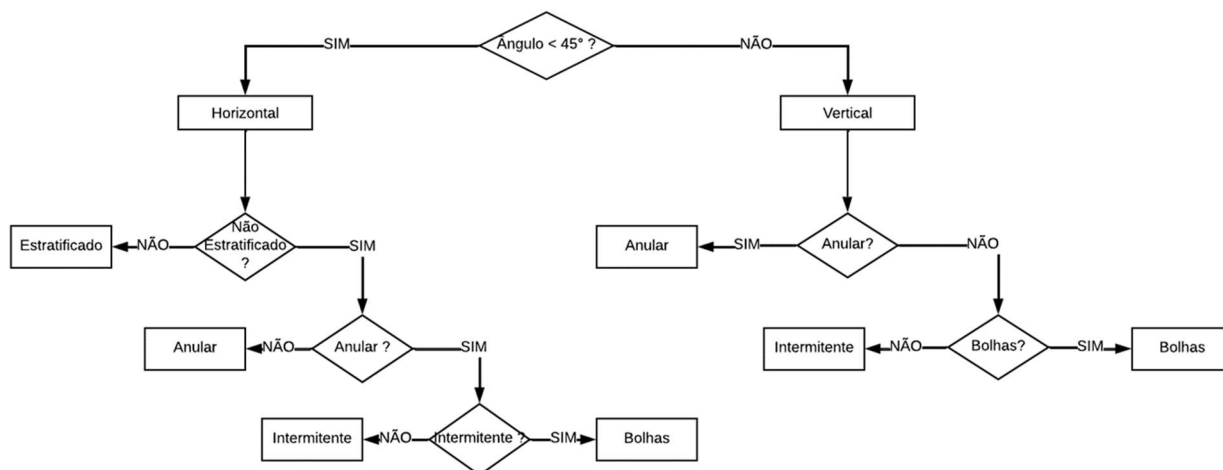 Ângulo < 45° ?
SIM
NÃO
Horizontal
Vertical
Não
Estratificado
?
Estratificado
NÃO
SIM
Anular
SIM
Anular?
NÃO
Anular
NÃO
Anular ?
SIM
Intermitente
NÃO
Bolhas?
SIM
Bolhas
Intermitente
NÃO
Intermitente ?
SIM
Bolhas